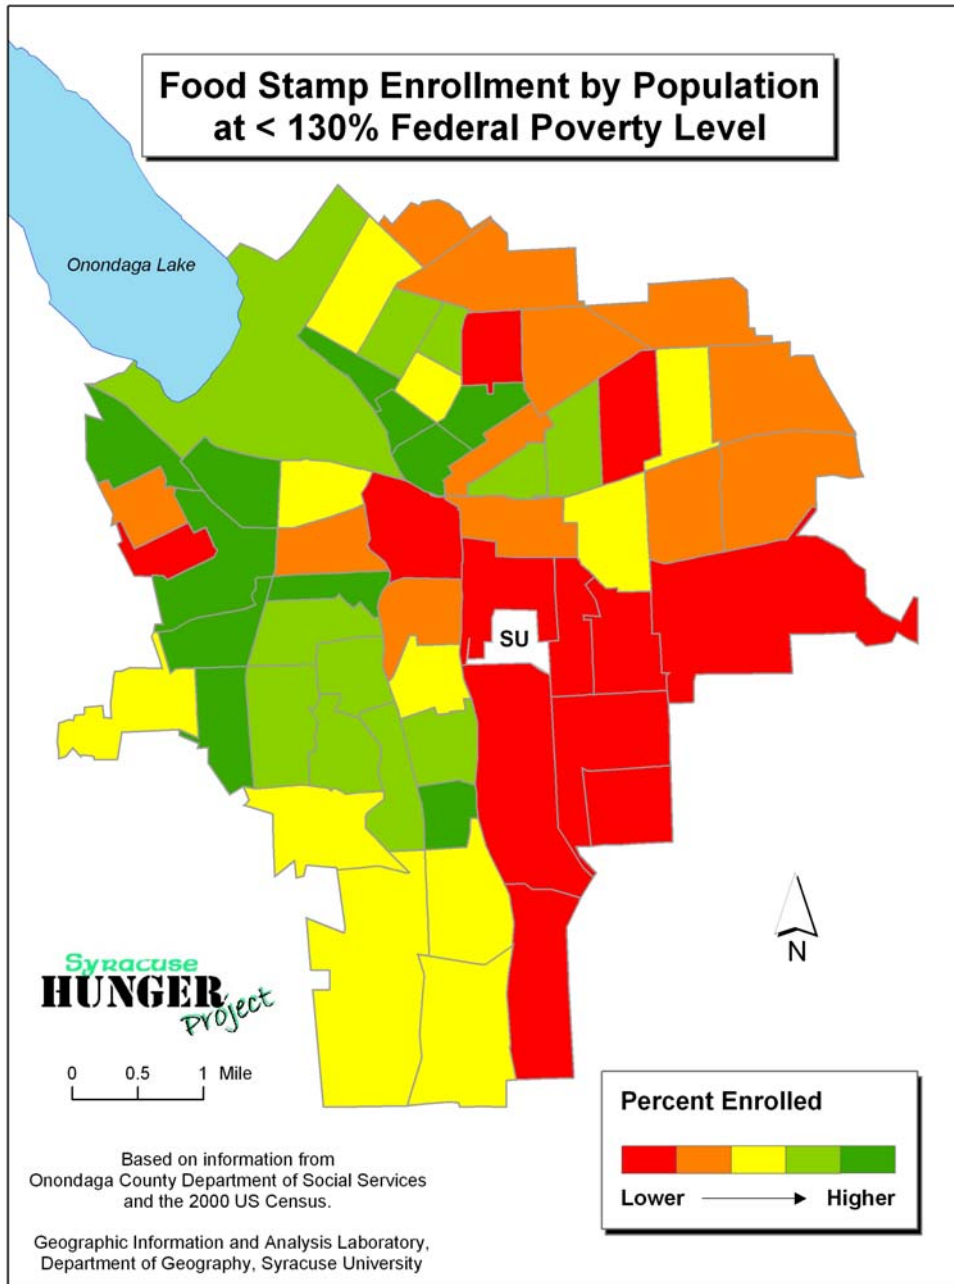 Food Stamp Enrollment by Population
at < 130% Federal Poverty Level
Onondaga Lake
SU
N
Syracuse
HUNGER
Project
0 0.5 1 Mile
Percent Enrolled
Lower Higher
Based on information from
Onondaga County Department of Social Services
and the 2000 US Census.
Geographic Information and Analysis Laboratory,
Department of Geography, Syracuse University